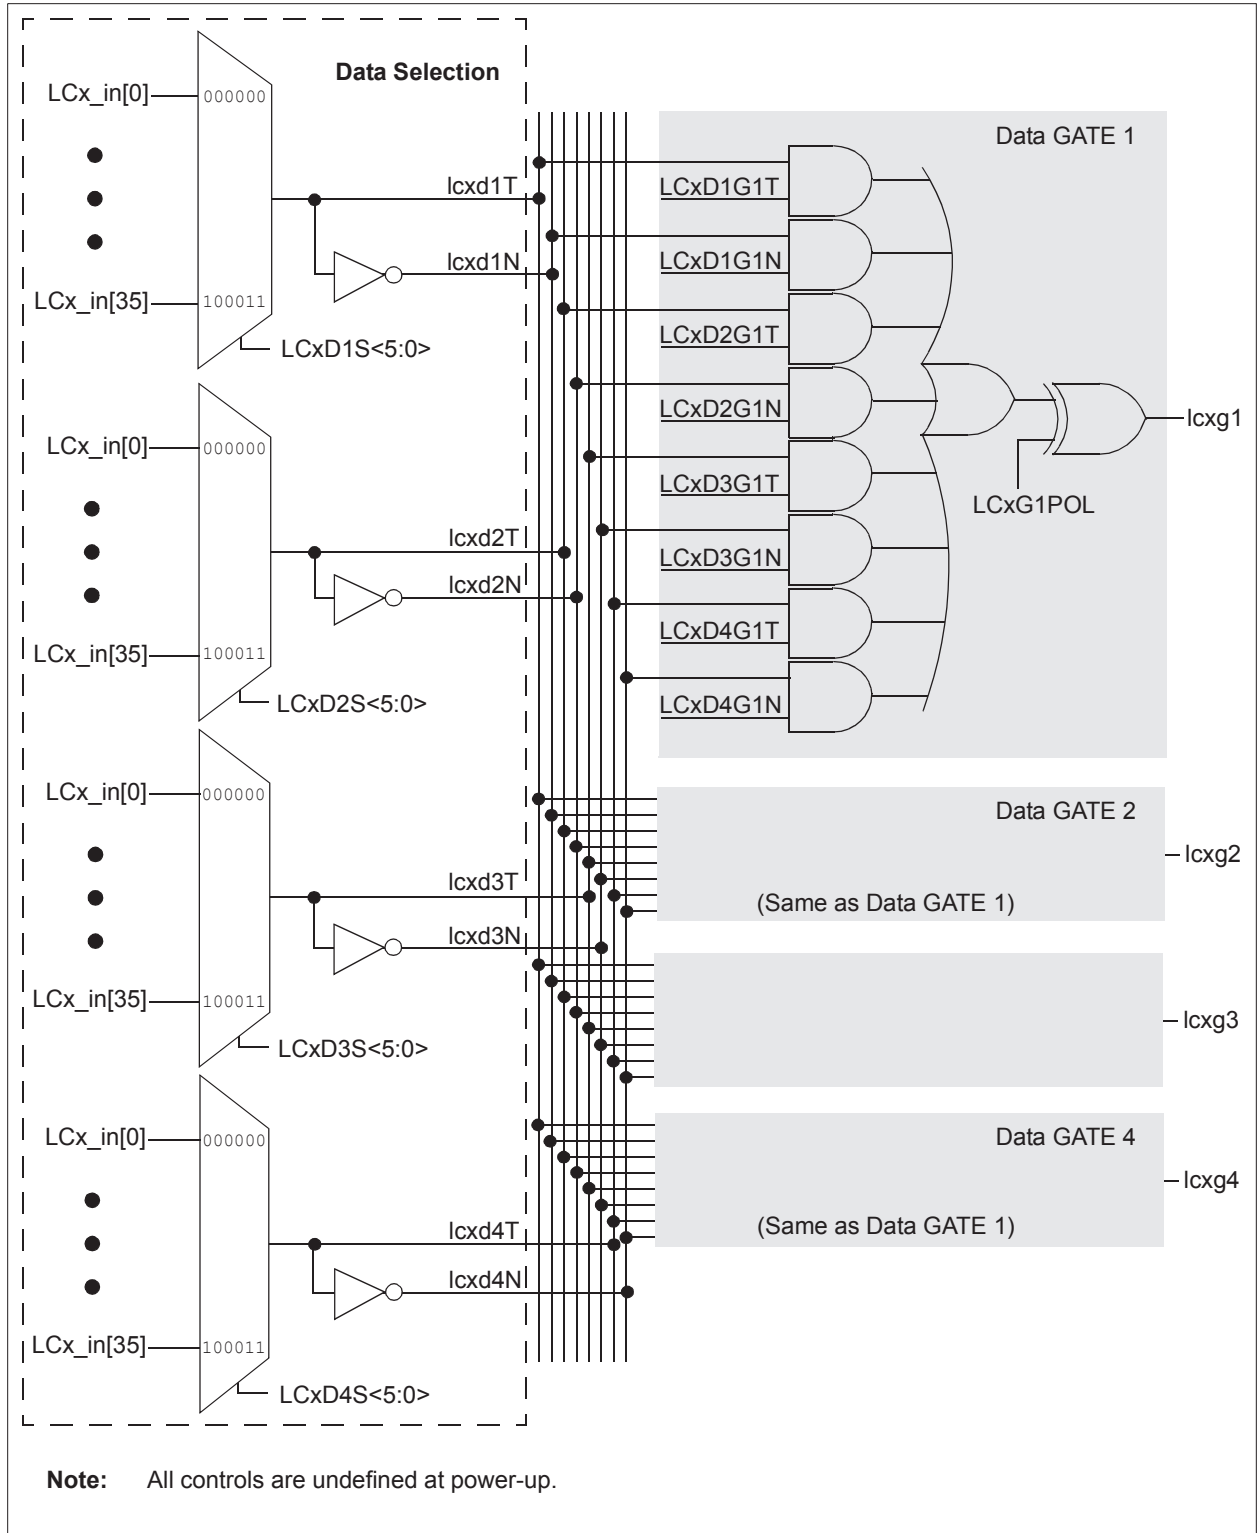 Data Selection
LCx_in[0]
000000
LCx_in[35]
100011
LCxD1S<5:0>
lcxd1T
lcxd1N
LCx_in[0]
000000
LCx_in[35]
100011
LCxD2S<5:0>
lcxd2T
lcxd2N
LCx_in[0]
000000
LCx_in[35]
100011
LCxD3S<5:0>
lcxd3T
lcxd3N
LCx_in[0]
000000
LCx_in[35]
100011
LCxD4S<5:0>
lcxd4T
lcxd4N
Data GATE 1
LCxD1G1T
LCxD1G1N
LCxD2G1T
LCxD2G1N
LCxD3G1T
LCxD3G1N
LCxD4G1T
LCxD4G1N
LCxG1POL
lcxg1
Data GATE 2
(Same as Data GATE 1)
lcxg2
lcxg3
Data GATE 4
(Same as Data GATE 1)
lcxg4
Note: All controls are undefined at power-up.